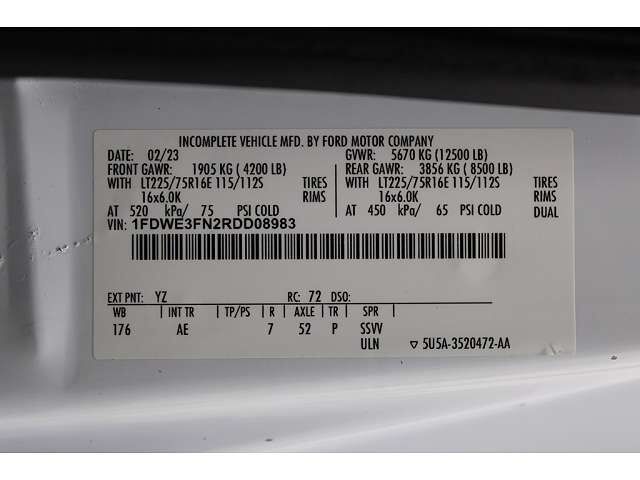 INCOMPLETE VEHICLE MFD. BY FORD MOTOR COMPANY
DATE: 02/23 GVWR: 5670 KG (12500 LB)
FRONT GAWR: 1905 KG ( 4200 LB) REAR GAWR: 3856 KG ( 8500 LB)
WITH LT225/75R16E 115/112S TIRES WITH LT225/75R16E 115/112S TIRES
16x6.0K RIMS 16x6.0K RIMS
AT 520 kPa/ 75 PSI COLD AT 450 kPa/ 65 PSI COLD DUAL
VIN: 1FDWE3FN2RDD08983
EXT PNT: YZ RC: 72 DSO:
WB INT TR TP/PS R AXLE TR SPR
176 AE 7 52 P SSVV
ULN ▽ 5U5A-3520472-AA